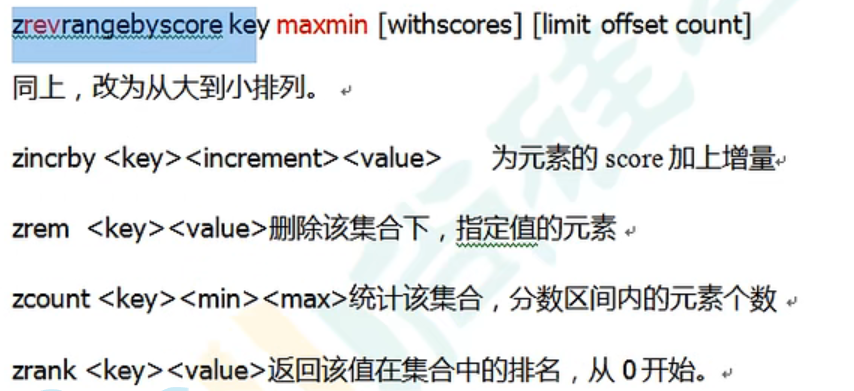 zrevrangebyscore key maxmin [withscores] [limit offset count]
同上，改为从大到小排列。
zincrby <key><increment><value> 为元素的 score 加上增量
zrem <key><value>删除该集合下，指定值的元素
zcount <key><min><max>统计该集合，分数区间内的元素个数
zrank <key><value>返回该值在集合中的排名，从 0 开始。